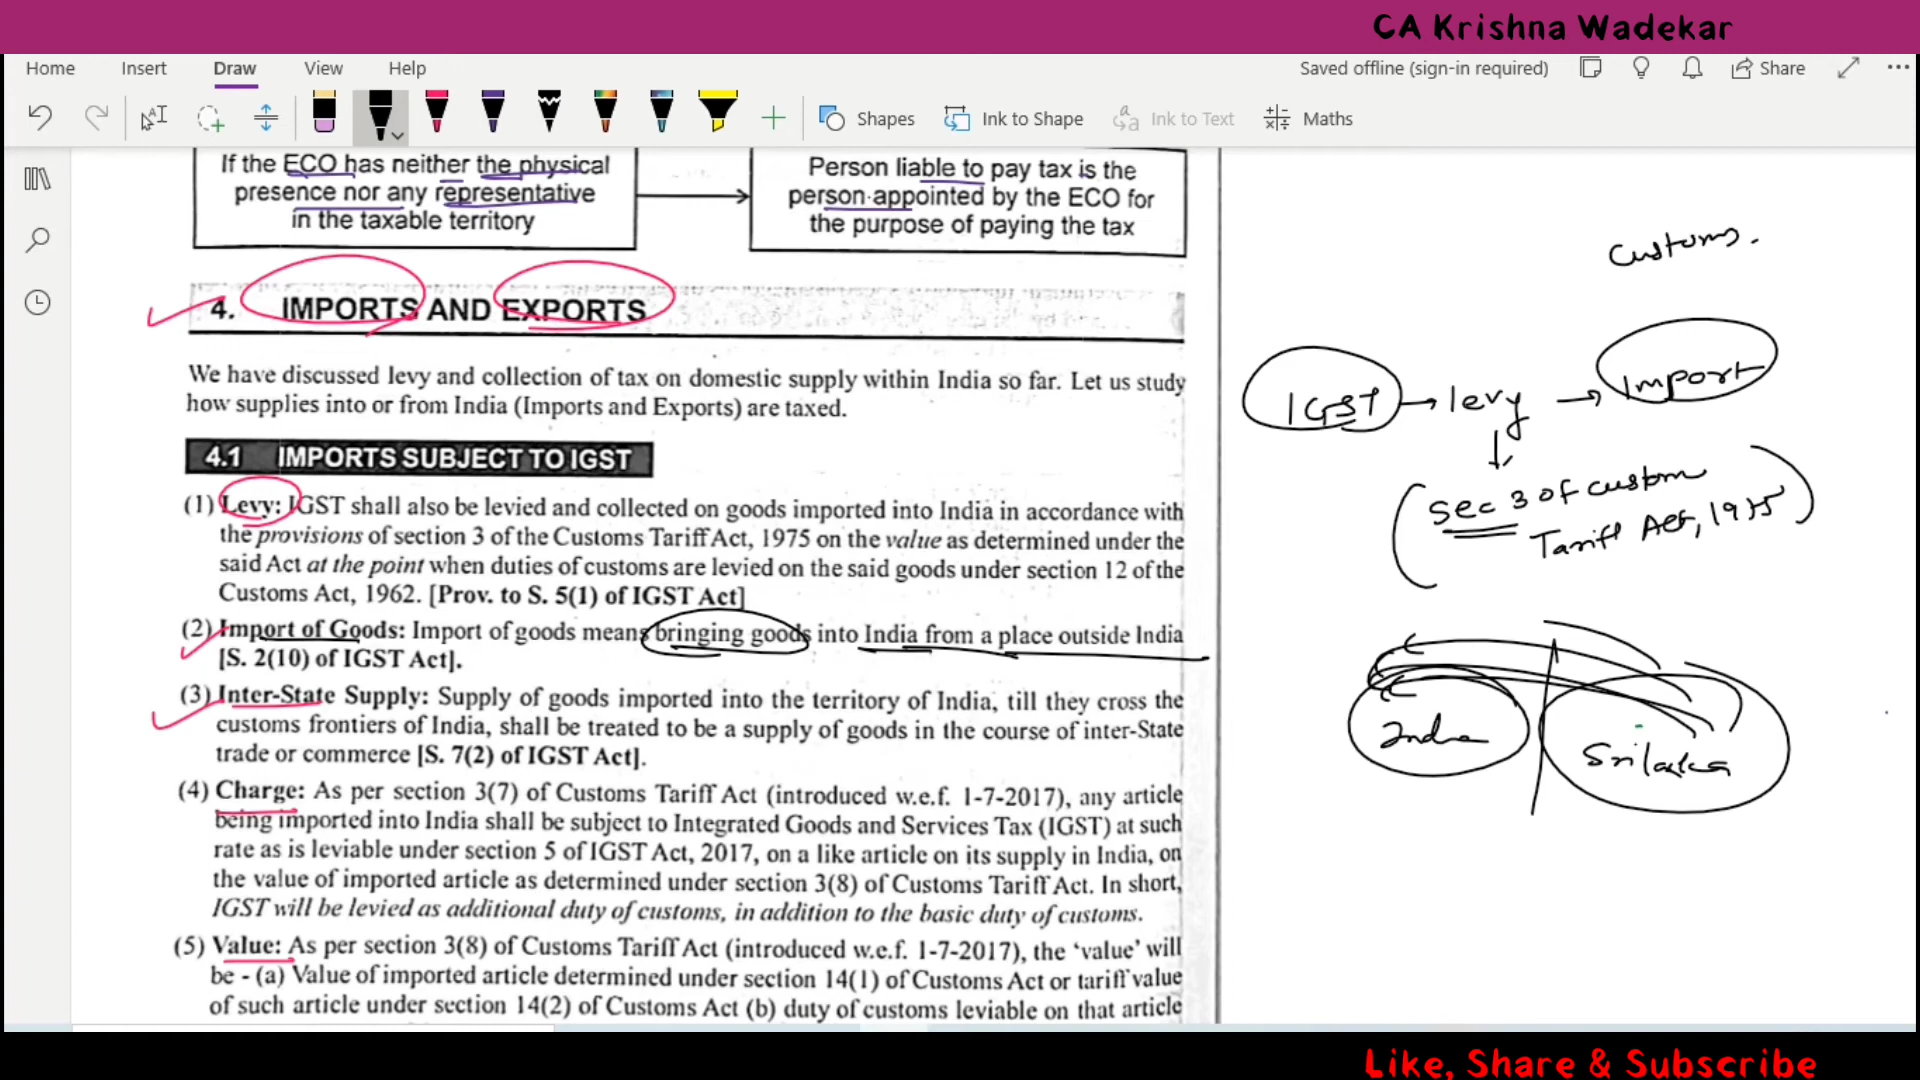 CA Krishna Wadekar
Home Insert Draw View Help Saved offline (sign-in required) Share
Shapes Ink to Shape Ink to Text Maths
If the ECO has neither the physical
presence nor any representative
in the taxable territory
Person liable to pay tax is the
person appointed by the ECO for
the purpose of paying the tax
4. IMPORTS AND EXPORTS
We have discussed levy and collection of tax on domestic supply within India so far. Let us study
how supplies into or from India (Imports and Exports) are taxed.
4.1 IMPORTS SUBJECT TO IGST
(1) Levy: IGST shall also be levied and collected on goods imported into India in accordance with
the provisions of section 3 of the Customs Tariff Act, 1975 on the value as determined under the
said Act at the point when duties of customs are levied on the said goods under section 12 of the
Customs Act, 1962. [Prov. to S. 5(1) of IGST Act]
(2) Import of Goods: Import of goods means bringing goods into India from a place outside India
[S. 2(10) of IGST Act].
(3) Inter-State Supply: Supply of goods imported into the territory of India, till they cross the
customs frontiers of India, shall be treated to be a supply of goods in the course of inter-State
trade or commerce [S. 7(2) of IGST Act].
(4) Charge: As per section 3(7) of Customs Tariff Act (introduced w.e.f. 1-7-2017), any article
being imported into India shall be subject to Integrated Goods and Services Tax (IGST) at such
rate as is leviable under section 5 of IGST Act, 2017, on a like article on its supply in India, on
the value of imported article as determined under section 3(8) of Customs Tariff Act. In short,
IGST will be levied as additional duty of customs, in addition to the basic duty of customs.
(5) Value: As per section 3(8) of Customs Tariff Act (introduced w.e.f. 1-7-2017), the 'value' will
be - (a) Value of imported article determined under section 14(1) of Customs Act or tariff value
of such article under section 14(2) of Customs Act (b) duty of customs leviable on that article
Customs.
IGST → levy → Import
(Sec 3 of custom
Tariff Act, 1975)
India
Srilanka
Like, Share & Subscribe